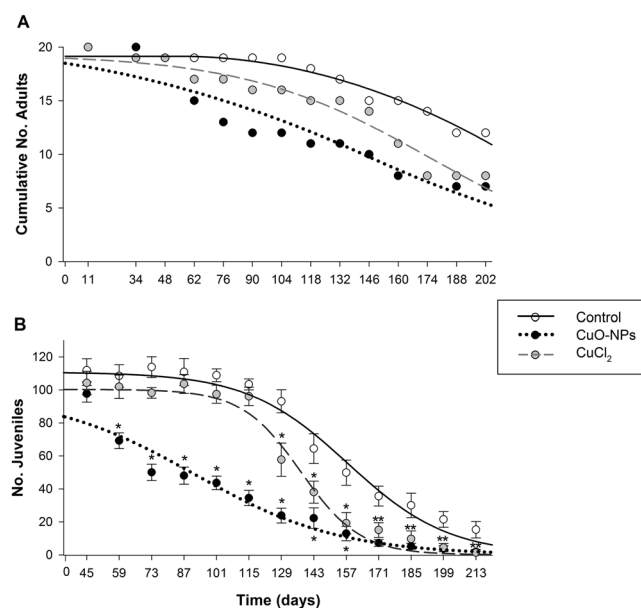 A
20
15
10
5
0
Cumulative No. Adults
0 11 34 48 62 76 90 104 118 132 146 160 174 188 202
Control
CuO-NPs
CuCl2
B
120
100
80
60
40
20
0
No. Juveniles
* * * * * * * * * * * * ** ** ** **
0 45 59 73 87 101 115 129 143 157 171 185 199 213
Time (days)